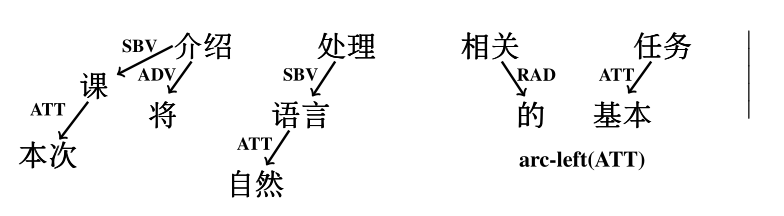 SBV 介绍 处理 相关 任务
课 ADV SBV RAD ATT
ATT 将 语言 的 基本
本次 ATT arc-left(ATT)
自然